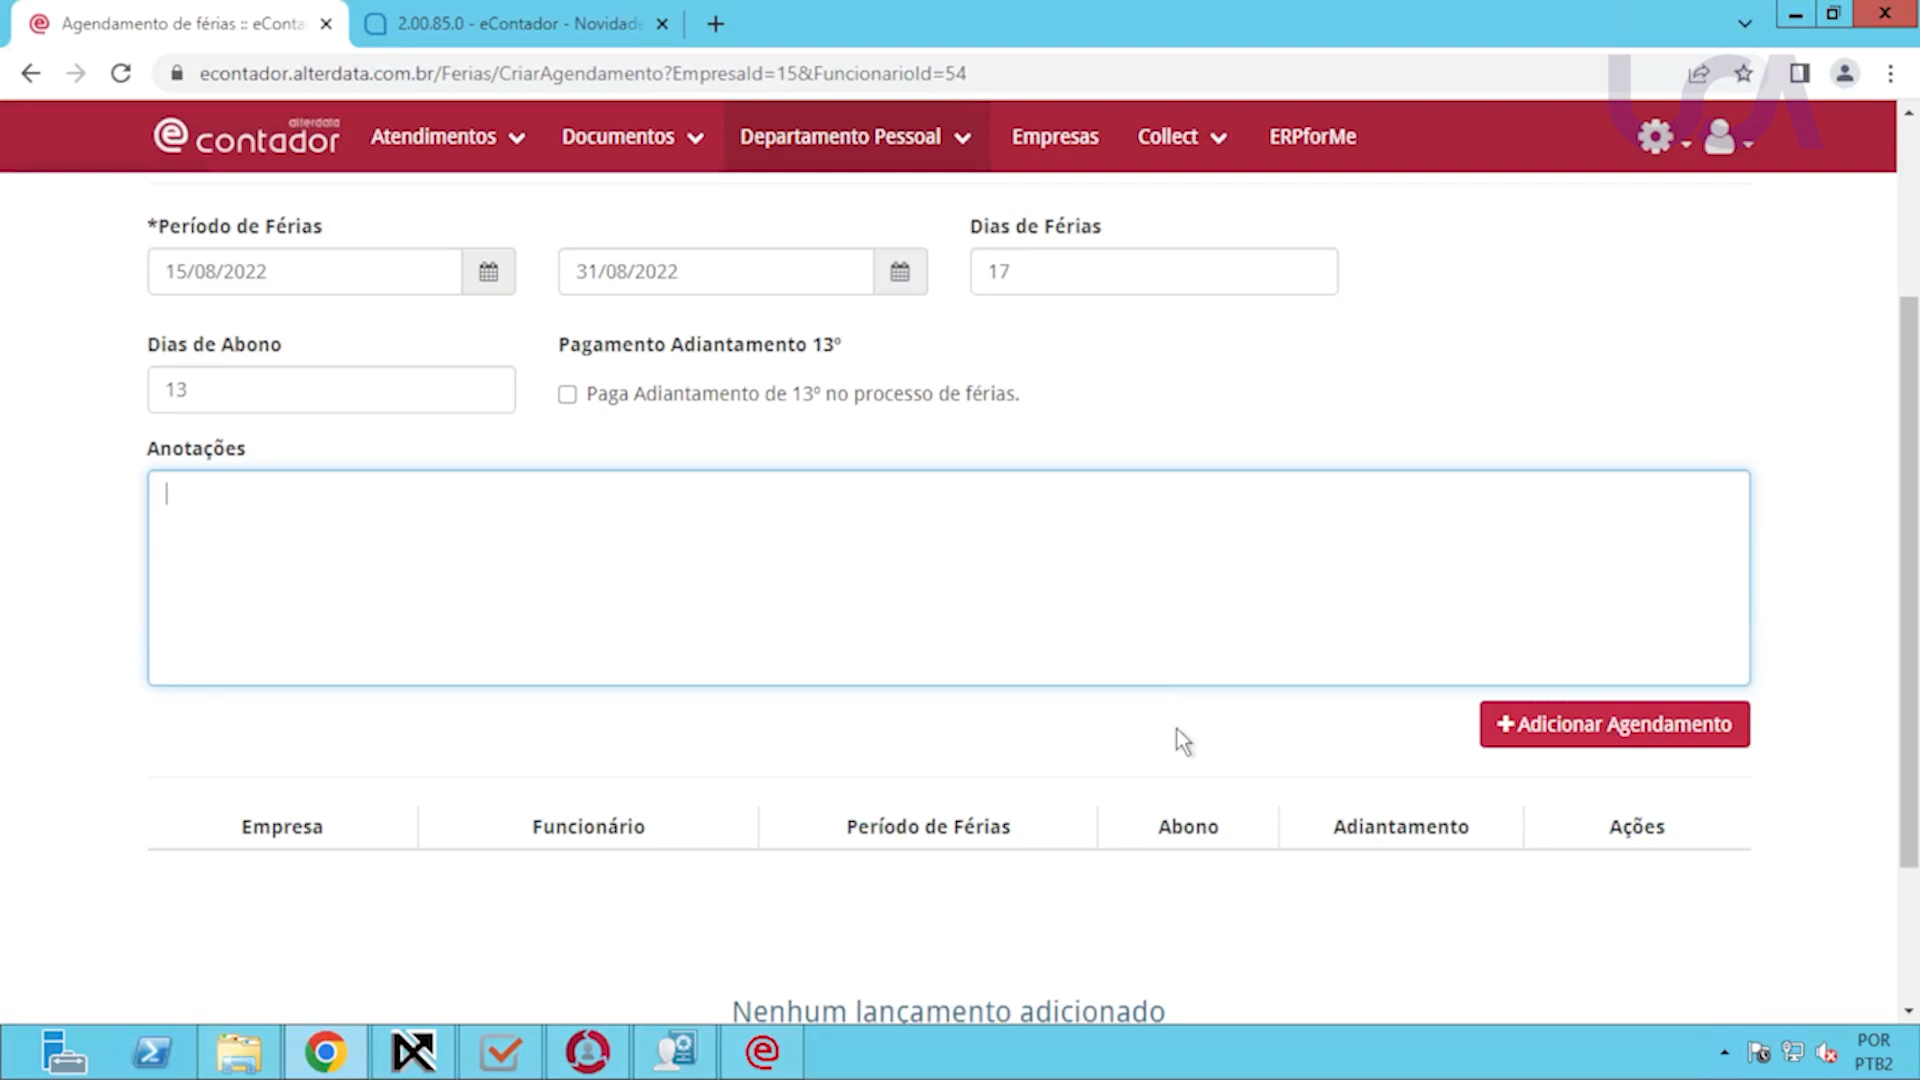 Agendamento de férias :: eConta
2.00.85.0 - eContador - Novidade
econtador.alterdata.com.br/Ferias/CriarAgendamento?EmpresaId=15&FuncionarioId=54
UCA
alterdata
e contador
Atendimentos
Documentos
Departamento Pessoal
Empresas
Collect
ERPforMe
*Período de Férias
Dias de Férias
15/08/2022
31/08/2022
17
Dias de Abono
Pagamento Adiantamento 13º
13
Paga Adiantamento de 13º no processo de férias.
Anotações
Adicionar Agendamento
Empresa
Funcionário
Período de Férias
Abono
Adiantamento
Ações
Nenhum lançamento adicionado
POR
PTB2